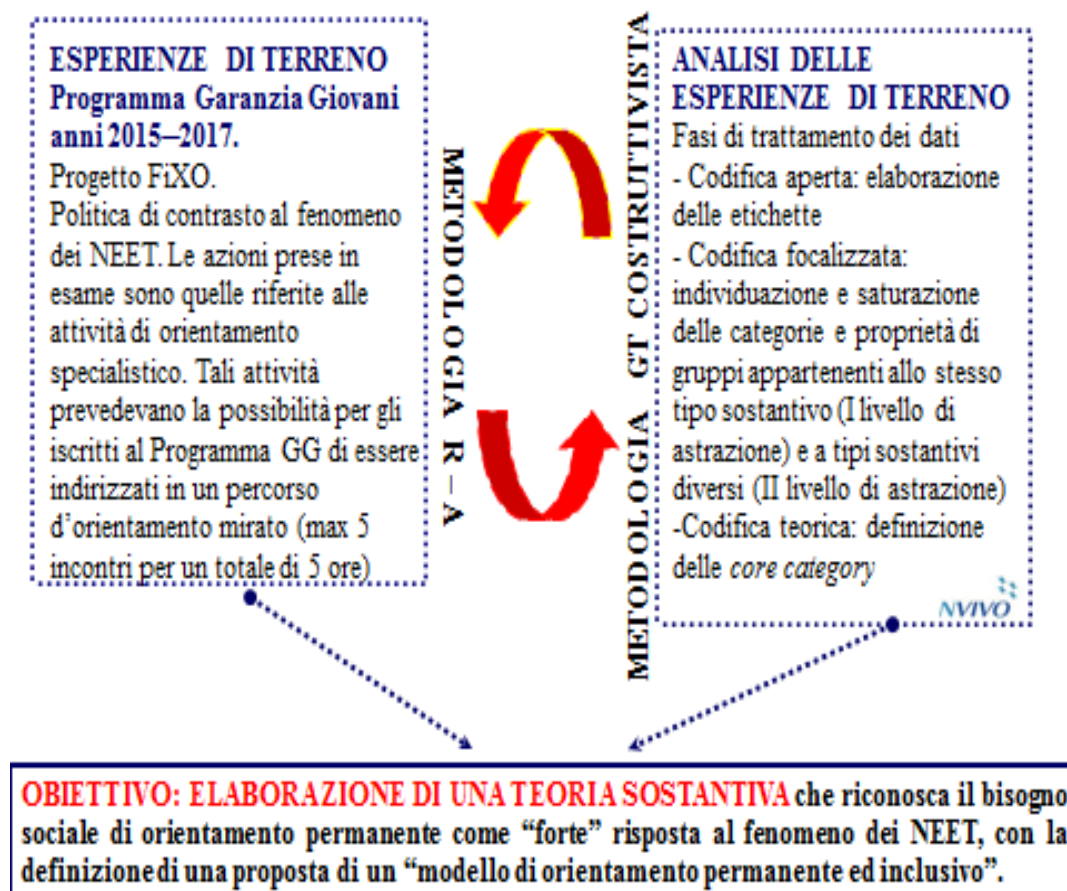 ESPERIENZE DI TERRENO
Programma Garanzia Giovani
anni 2015–2017.
Progetto FiXO.
Politica di contrasto al fenomeno
dei NEET. Le azioni prese in
esame sono quelle riferite alle
attività di orientamento
specialistico. Tali attività
prevedevano la possibilità per gli
iscritti al Programma GG di essere
indirizzati in un percorso
d’orientamento mirato (max 5
incontri per un totale di 5 ore)
METODOLOGIA R–A
METODOLOGIA GT COSTRUTTIVISTA
ANALISI DELLE
ESPERIENZE DI TERRENO
Fasi di trattamento dei dati
- Codifica aperta: elaborazione
delle etichette
- Codifica focalizzata:
individuazione e saturazione
delle categorie e proprietà di
gruppi appartenenti allo stesso
tipo sostantivo (I livello di
astrazione) e a tipi sostantivi
diversi (II livello di astrazione)
-Codifica teorica: definizione
delle core category
NVIVO
OBIETTIVO: ELABORAZIONE DI UNA TEORIA SOSTANTIVA che riconosca il bisogno
sociale di orientamento permanente come “forte” risposta al fenomeno dei NEET, con la
definizione di una proposta di un “modello di orientamento permanente ed inclusivo”.